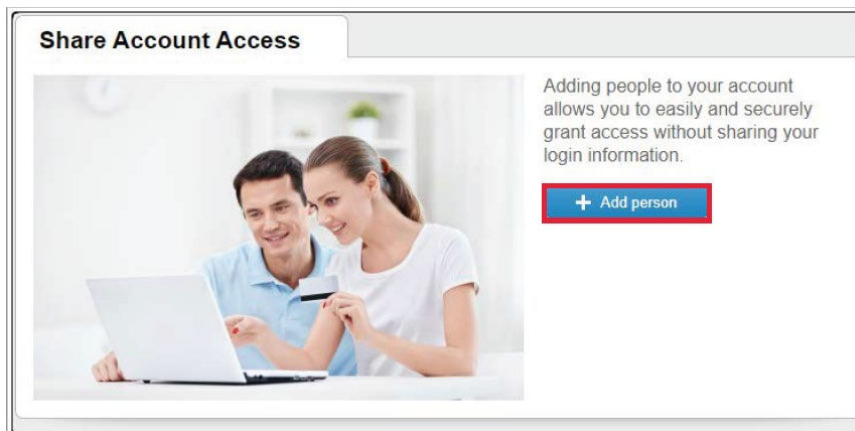 Share Account Access
Adding people to your account
allows you to easily and securely
grant access without sharing your
login information.
+ Add person